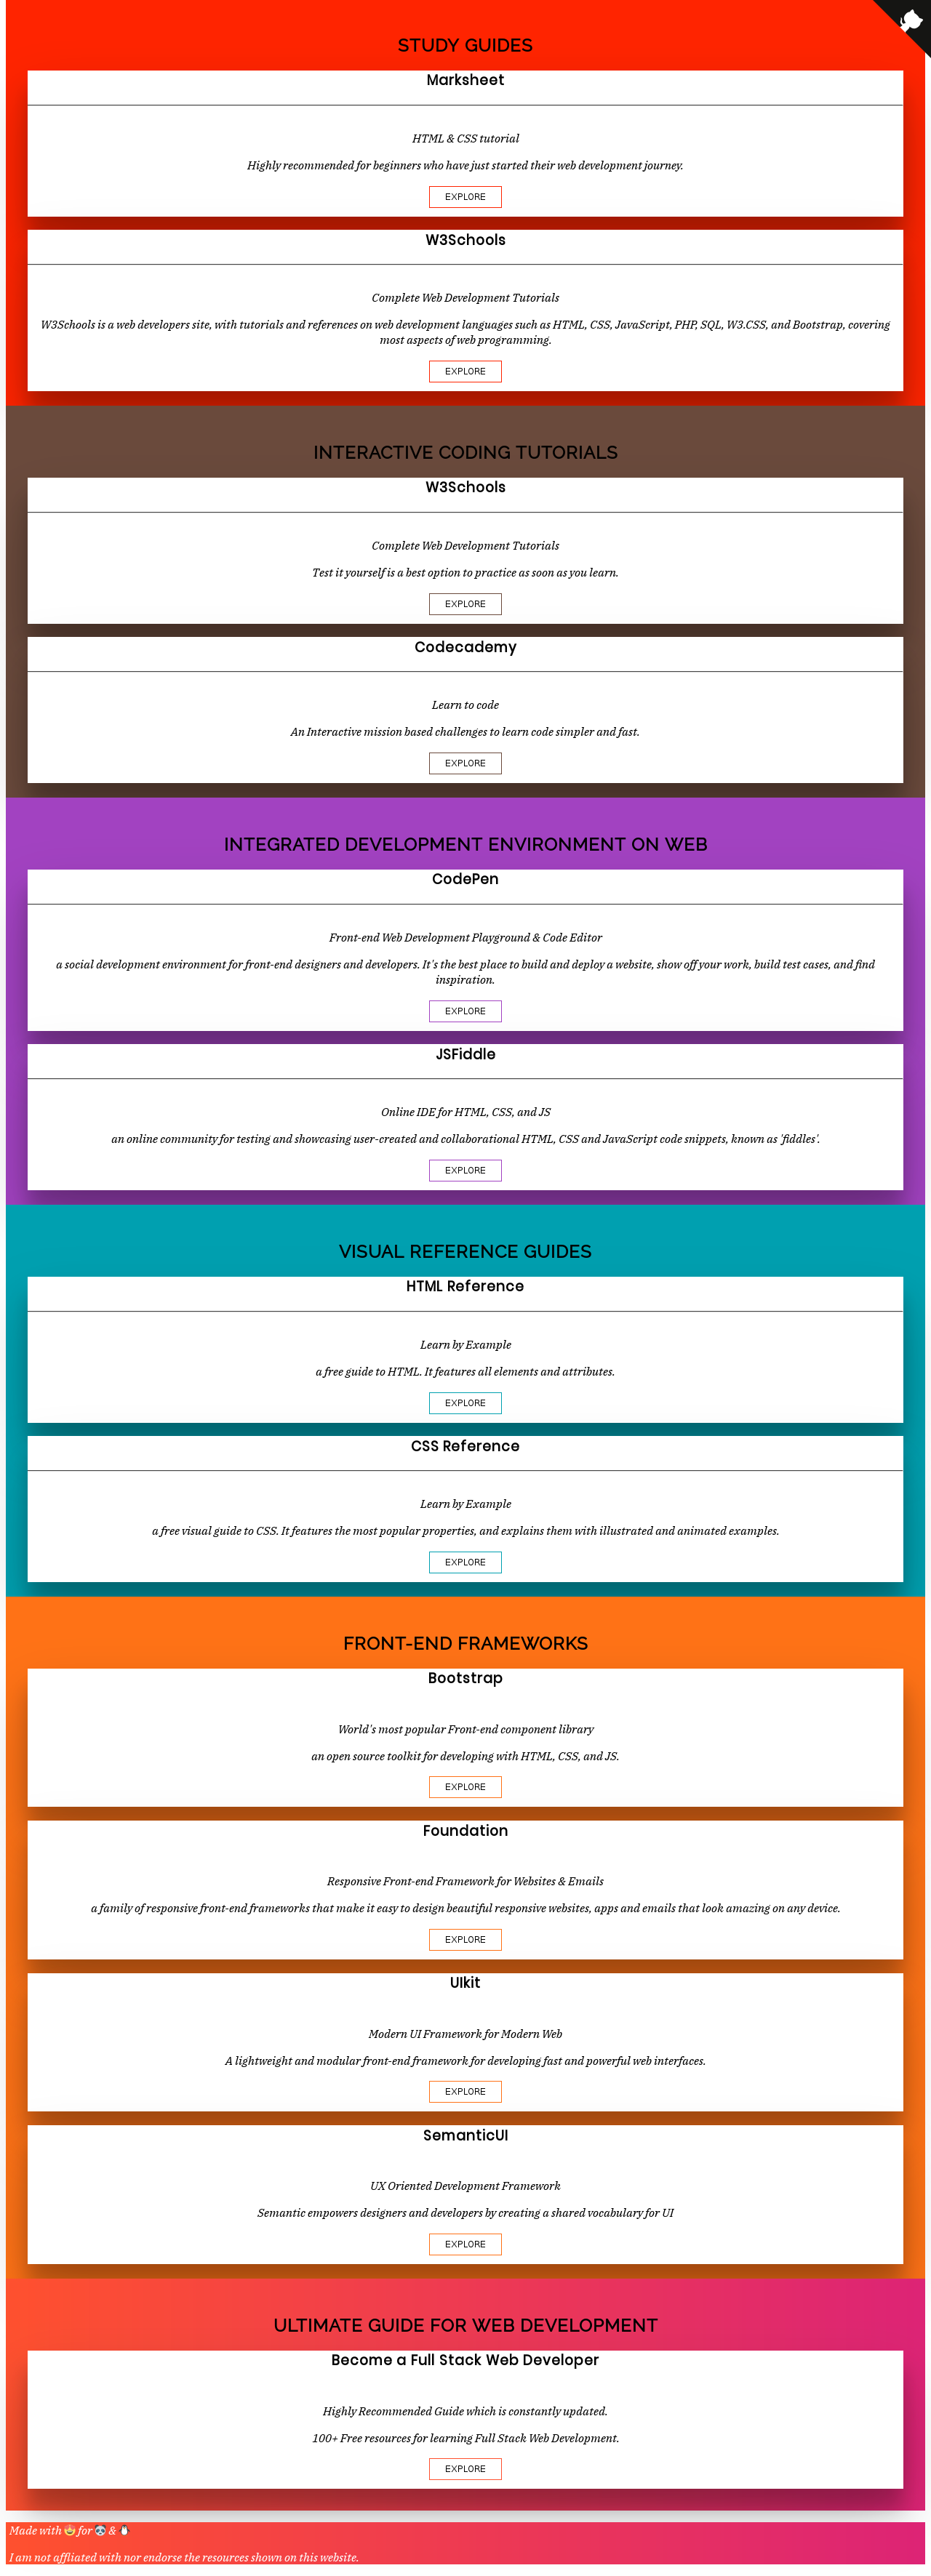 STUDY GUIDES
Marksheet
HTML & CSS tutorial
Highly recommended for beginners who have just started their web development journey.
EXPLORE
W3Schools
Complete Web Development Tutorials
W3Schools is a web developers site, with tutorials and references on web development languages such as HTML, CSS, JavaScript, PHP, SQL, W3.CSS, and Bootstrap, covering
most aspects of web programming.
EXPLORE
INTERACTIVE CODING TUTORIALS
W3Schools
Complete Web Development Tutorials
Test it yourself is a best option to practice as soon as you learn.
EXPLORE
Codecademy
Learn to code
An Interactive mission based challenges to learn code simpler and fast.
EXPLORE
INTEGRATED DEVELOPMENT ENVIRONMENT ON WEB
CodePen
Front-end Web Development Playground & Code Editor
a social development environment for front-end designers and developers. It's the best place to build and deploy a website, show off your work, build test cases, and find
inspiration.
EXPLORE
JSFiddle
Online IDE for HTML, CSS, and JS
an online community for testing and showcasing user-created and collaborational HTML, CSS and JavaScript code snippets, known as 'fiddles'.
EXPLORE
VISUAL REFERENCE GUIDES
HTML Reference
Learn by Example
a free guide to HTML. It features all elements and attributes.
EXPLORE
CSS Reference
Learn by Example
a free visual guide to CSS. It features the most popular properties, and explains them with illustrated and animated examples.
EXPLORE
FRONT-END FRAMEWORKS
Bootstrap
World's most popular Front-end component library
an open source toolkit for developing with HTML, CSS, and JS.
EXPLORE
Foundation
Responsive Front-end Framework for Websites & Emails
a family of responsive front-end frameworks that make it easy to design beautiful responsive websites, apps and emails that look amazing on any device.
EXPLORE
UIkit
Modern UI Framework for Modern Web
A lightweight and modular front-end framework for developing fast and powerful web interfaces.
EXPLORE
SemanticUI
UX Oriented Development Framework
Semantic empowers designers and developers by creating a shared vocabulary for UI
EXPLORE
ULTIMATE GUIDE FOR WEB DEVELOPMENT
Become a Full Stack Web Developer
Highly Recommended Guide which is constantly updated.
100+ Free resources for learning Full Stack Web Development.
EXPLORE
Made with 😍 for 🐼 & 🐧
I am not affliated with nor endorse the resources shown on this website.